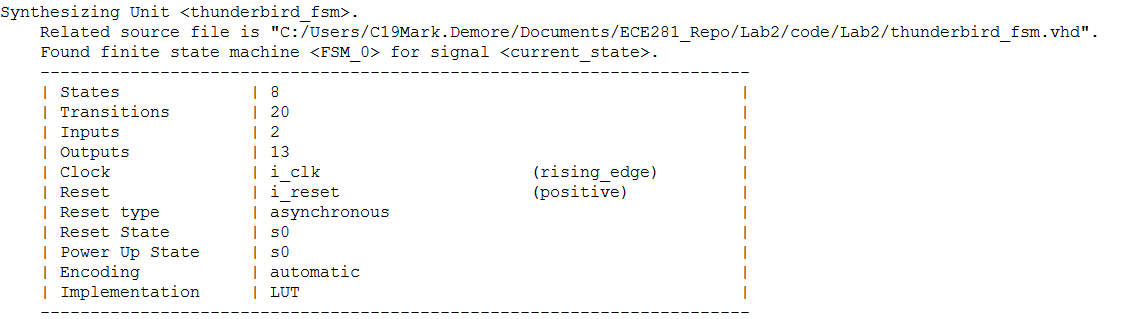 Synthesizing Unit <thunderbird_fsm>.
Related source file is "C:/Users/C19Mark.Demore/Documents/ECE281_Repo/Lab2/code/Lab2/thunderbird_fsm.vhd".
Found finite state machine <FSM_0> for signal <current_state>.
-----------------------------------------------------------------------
| States | 8 |
| Transitions | 20 |
| Inputs | 2 |
| Outputs | 13 |
| Clock | i_clk (rising_edge) |
| Reset | i_reset (positive) |
| Reset type | asynchronous |
| Reset State | s0 |
| Power Up State | s0 |
| Encoding | automatic |
| Implementation | LUT |
-----------------------------------------------------------------------